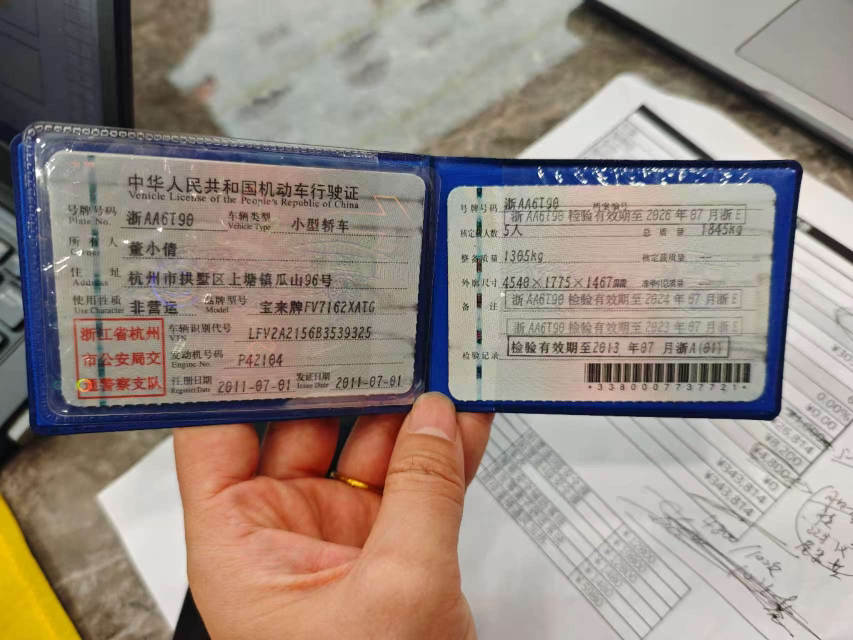 中华人民共和国机动车行驶证
Vehicle License of the People's Republic of China
号牌号码 浙AA6T90 车辆类型 小型轿车
Plate No. Vehicle Type
所有人 董小倩
住址 杭州市拱墅区上塘镇瓜山96号
Address
使用性质 非营运 品牌型号 宝来牌FV7162XATG
Use Character Model
浙江省杭州
市公安局交
通警察支队
车辆识别代号 LFV2A2156B3539325
VIN
发动机号码 P42104
Engine No.
注册日期 2011-07-01 发证日期 2011-07-01
Register Date Issue Date
号牌号码 浙AA6T90 档案编号
浙AA6T90 检验有效期至2026年07月浙E
核定载人数 5人 总质量 1845kg
整备质量 1305kg 核定载质量 --
外廓尺寸 4540×1775×1467mm 准牵引总质量 --
浙AA6T90 检验有效期至2024年07月浙E
备注
浙AA6T90 检验有效期至2023年07月浙E
检验记录 检验有效期至2013年07月浙A(01)
*3380007737721*
0.00%
¥0.00
¥8,200
¥343,814
¥343,814